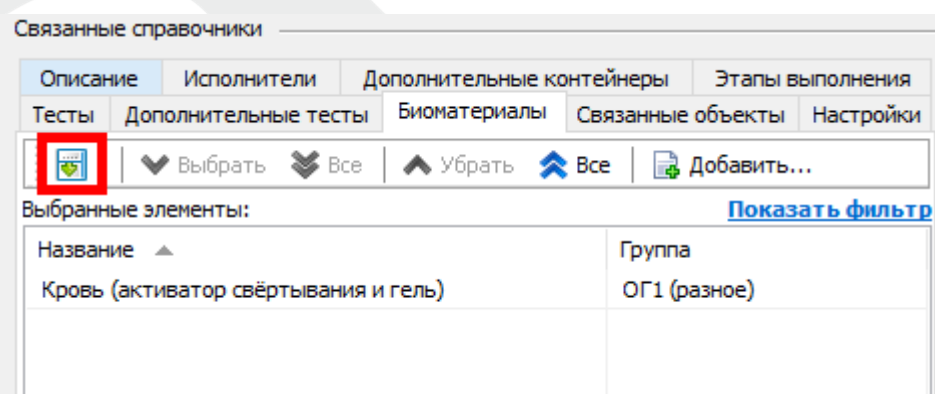 Связанные справочники
Описание Исполнители Дополнительные контейнеры Этапы выполнения
Тесты Дополнительные тесты Биоматериалы Связанные объекты Настройки
Выбрать Все Убрать Все Добавить...
Выбранные элементы: Показать фильтр
Название Группа
Кровь (активатор свёртывания и гель) ОГ1 (разное)